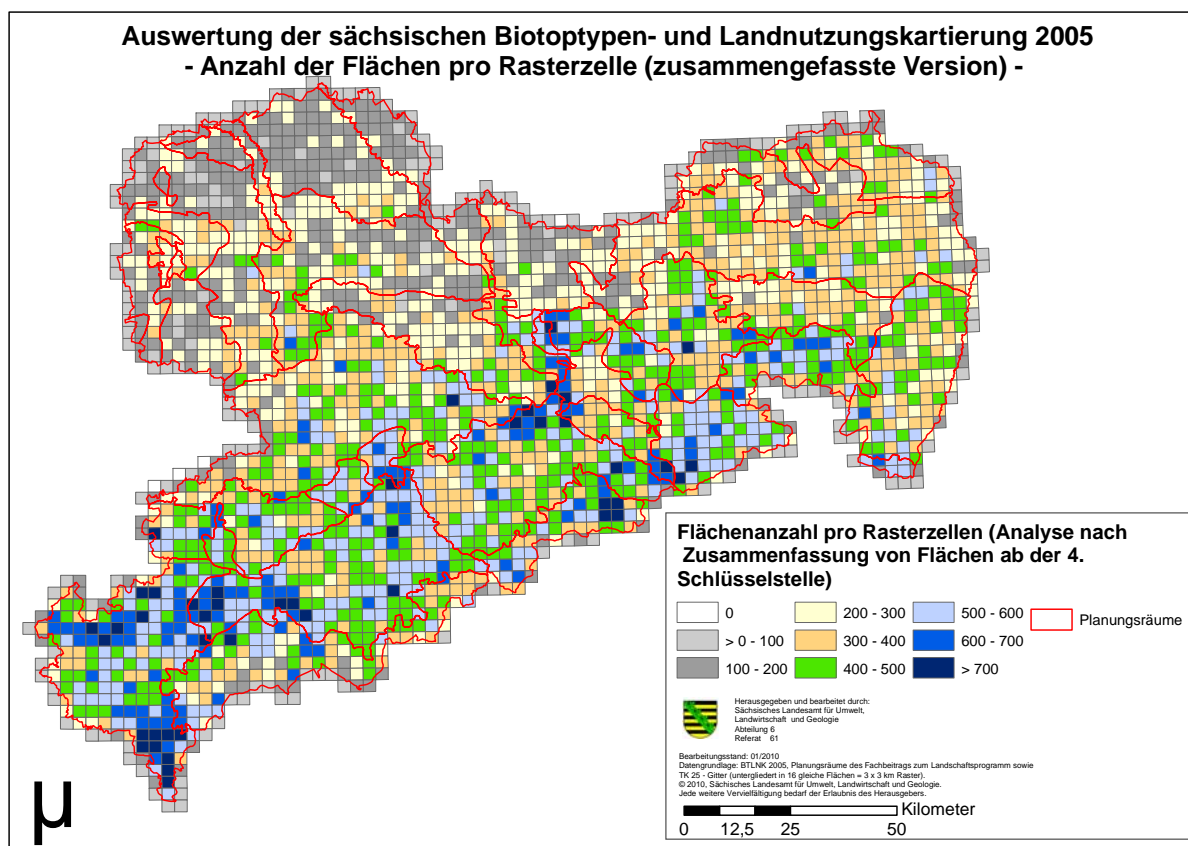 Auswertung der sächsischen Biotoptypen- und Landnutzungskartierung 2005
- Anzahl der Flächen pro Rasterzelle (zusammengefasste Version) -
Flächenanzahl pro Rasterzellen (Analyse nach
Zusammenfassung von Flächen ab der 4.
Schlüsselstelle)
0
200 - 300
500 - 600
Planungsräume
> 0 - 100
300 - 400
600 - 700
100 - 200
400 - 500
> 700
Herausgegeben und bearbeitet durch:
Sächsisches Landesamt für Umwelt,
Landwirtschaft und Geologie
Abteilung 6
Referat 61
Bearbeitungsstand: 01/2010
Datengrundlage: BTLNK 2005, Planungsräume des Fachbeitrags zum Landschaftsprogramm sowie
TK 25 - Gitter (untergliedert in 16 gleiche Flächen = 3 x 3 km Raster).
© 2010, Sächsisches Landesamt für Umwelt, Landwirtschaft und Geologie.
Jede weitere Vervielfältigung bedarf der Erlaubnis des Herausgebers.
Kilometer
0 12,5 25 50
µ